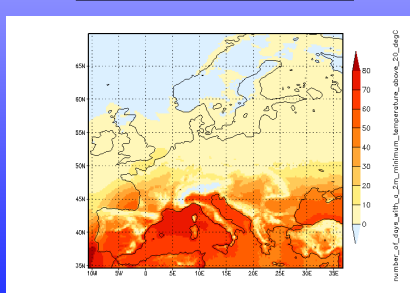 65N
60N
55N
50N
45N
40N
35N
10W 5W 0 5E 10E 15E 20E 25E 30E 35E
80
70
60
50
40
30
20
10
0
number_of_days_with_a_2m_minimum_temperature_above_20_degC